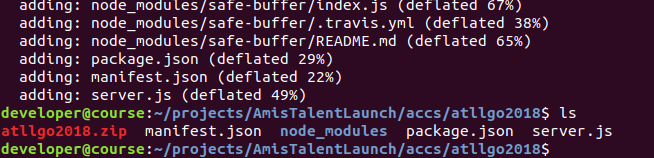 adding: node_modules/safe-buffer/index.js (deflated 67%)
adding: node_modules/safe-buffer/.travis.yml (deflated 38%)
adding: node_modules/safe-buffer/README.md (deflated 65%)
adding: package.json (deflated 29%)
adding: manifest.json (deflated 22%)
adding: server.js (deflated 49%)
developer@course:~/projects/AmisTalentLaunch/accs/atllgo2018$ ls
atllgo2018.zip manifest.json node_modules package.json server.js
developer@course:~/projects/AmisTalentLaunch/accs/atllgo2018$